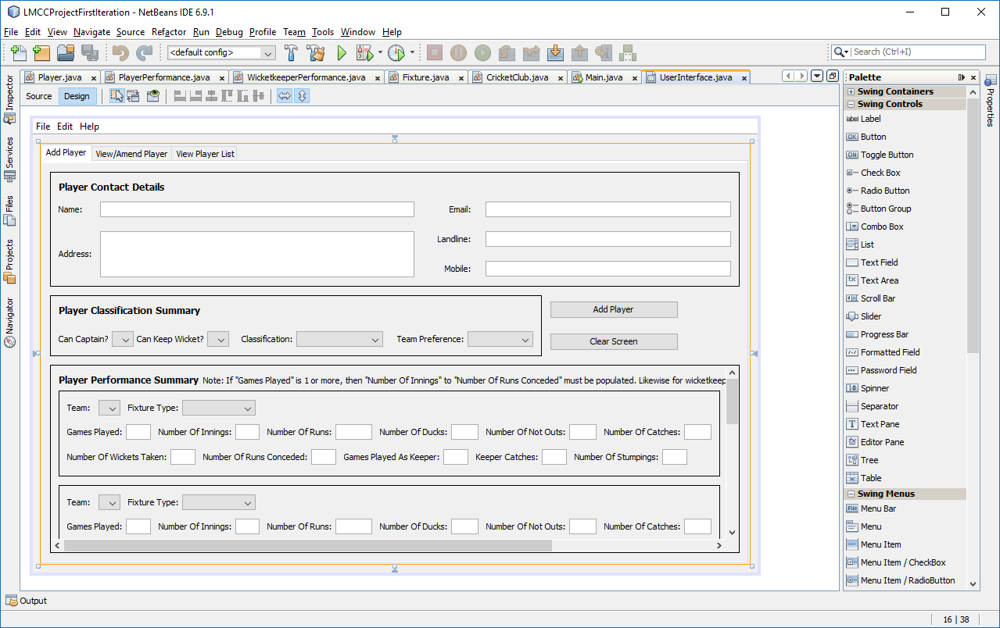 LMCCProjectFirstIteration - NetBeans IDE 6.9.1
File Edit View Navigate Source Refactor Run Debug Profile Team Tools Window Help
<default config>
Search (Ctrl+I)
Player.java PlayerPerformance.java WicketkeeperPerformance.java Fixture.java CricketClub.java Main.java UserInterface.java
Source Design
Inspector
Services
Files
Projects
Navigator
File Edit Help
Add Player View/Amend Player View Player List
Player Contact Details
Name: Email:
Landline:
Address:
Mobile:
Player Classification Summary
Can Captain? Can Keep Wicket? Classification: Team Preference:
Add Player
Clear Screen
Player Performance Summary Note: If "Games Played" is 1 or more, then "Number Of Innings" to "Number Of Runs Conceded" must be populated. Likewise for wicketkeep
Team: Fixture Type:
Games Played: Number Of Innings: Number Of Runs: Number Of Ducks: Number Of Not Outs: Number Of Catches:
Number Of Wickets Taken: Number Of Runs Conceded: Games Played As Keeper: Keeper Catches: Number Of Stumpings:
Team: Fixture Type:
Games Played: Number Of Innings: Number Of Runs: Number Of Ducks: Number Of Not Outs: Number Of Catches:
Palette
Swing Containers
Swing Controls
label Label
OK Button
ON Toggle Button
Check Box
Radio Button
Button Group
Combo Box
List
Text Field
Text Area
Scroll Bar
Slider
Progress Bar
Formatted Field
Password Field
Spinner
Separator
Text Pane
Editor Pane
Tree
Table
Swing Menus
File Menu Bar
Menu
Menu Item
Menu Item / CheckBox
Menu Item / RadioButton
Properties
Output
16 | 38